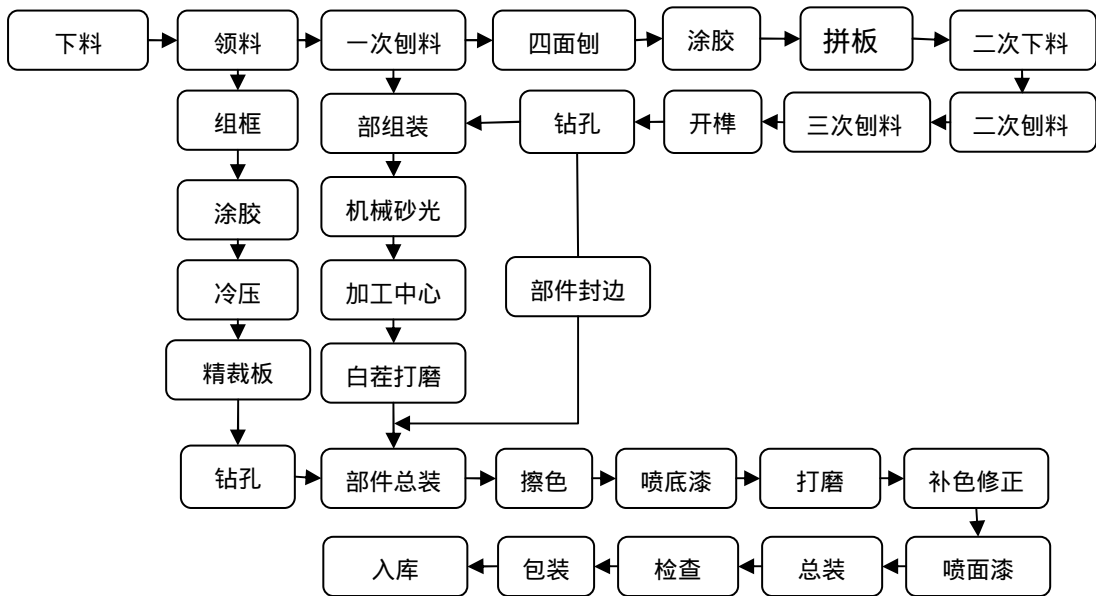 下料
领料
一次刨料
四面刨
涂胶
拼板
二次下料
组框
部组装
钻孔
开榫
三次刨料
二次刨料
涂胶
机械砂光
冷压
加工中心
部件封边
精裁板
白茬打磨
钻孔
部件总装
擦色
喷底漆
打磨
补色修正
入库
包装
检查
总装
喷面漆